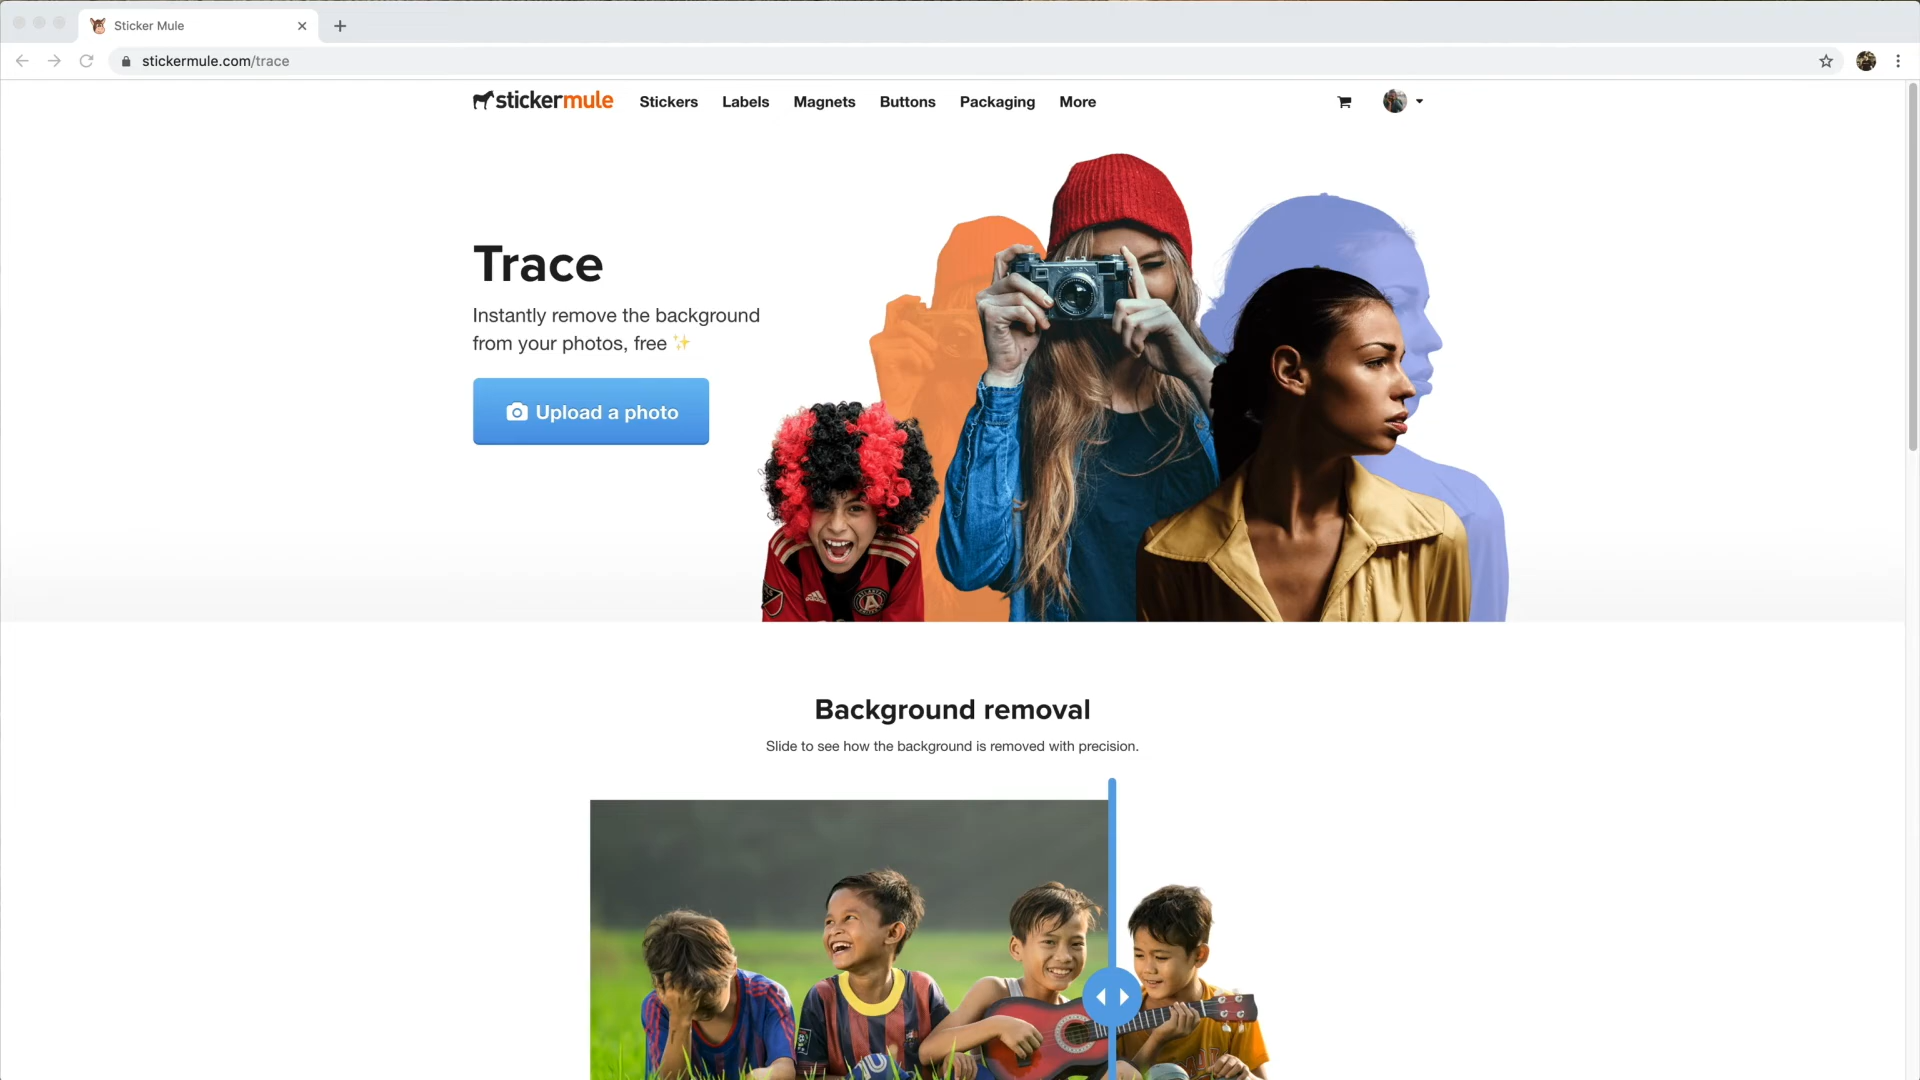 Sticker Mule
stickermule.com/trace
stickermule
Stickers
Labels
Magnets
Buttons
Packaging
More
Trace
Instantly remove the background
from your photos, free ✨
Upload a photo
ATLANTA
A
Background removal
Slide to see how the background is removed with precision.